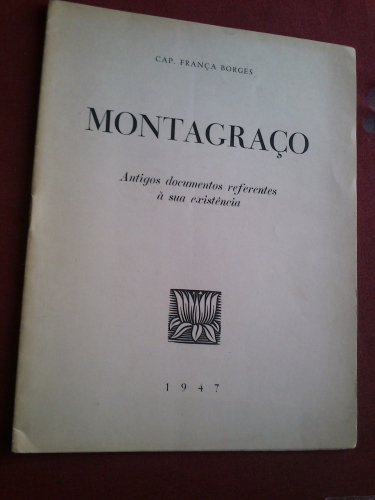 CAP. FRANÇA BORGES
MONTAGRAÇO
Antigos documentos referentes
à sua existência
1947